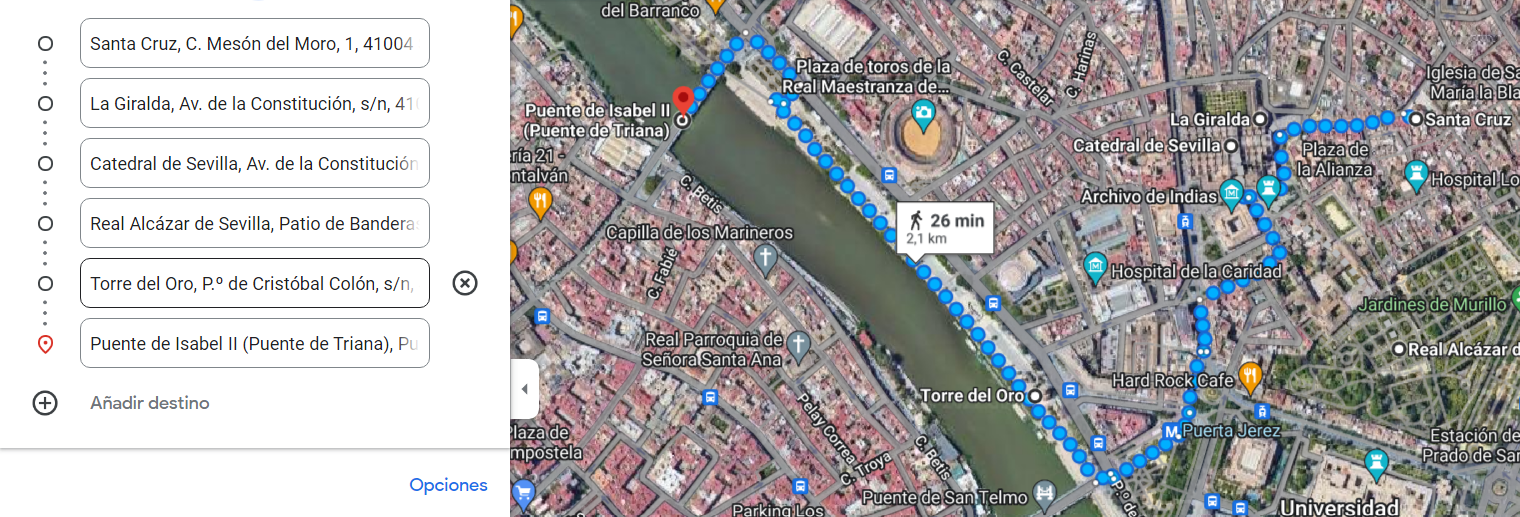 Santa Cruz, C. Mesón del Moro, 1, 41004
La Giralda, Av. de la Constitución, s/n, 41
Catedral de Sevilla, Av. de la Constitución
Real Alcázar de Sevilla, Patio de Banderas
Torre del Oro, P.º de Cristóbal Colón, s/n,
Puente de Isabel II (Puente de Triana), Pu
Añadir destino
Opciones
del Barranco
Plaza de toros de la
Real Maestranza de...
C. Castelar
C. Harinas
Iglesia de Sa
María la Bla
Puente de Isabel II
(Puente de Triana)
La Giralda
Santa Cruz
Catedral de Sevilla
Plaza de
la Alianza
ería 21 -
ntalván
Hospital Lo
Archivo de Indias
C. Betis
26 min
2,1 km
Capilla de los Marineros
C. Fabié
Hospital de la Caridad
Jardines de Murillo
Real Parroquia de
Señora Santa Ana
Real Alcázar d
Hard Rock Cafe
Torre del Oro
Pelay Correa
Troya
C.
C. Betis
Plaza de
mpostela
M
Puerta Jerez
Estación de
Prado de San
Puente de San Telmo
P.º de
Universidad
Parking Los